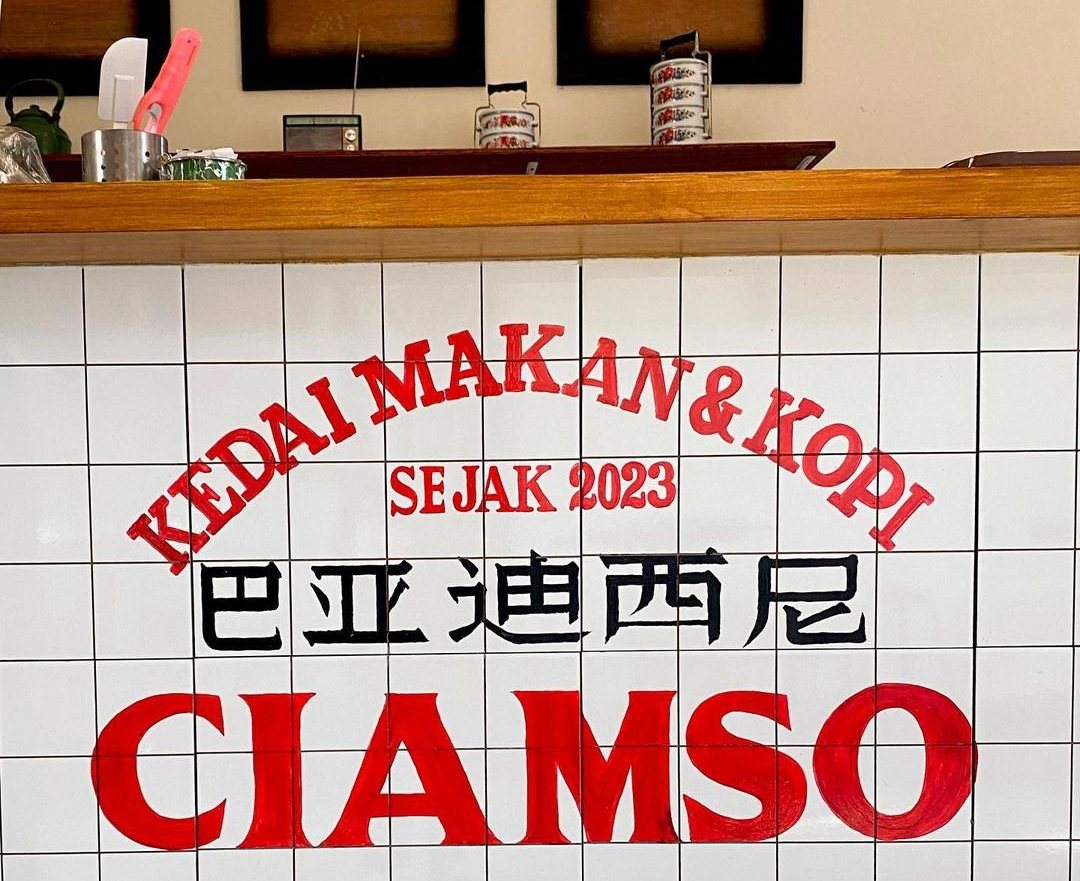 KEDAI MAKAN & KOPI
SEJAK 2023
巴亚迪西尼
CIAMSO